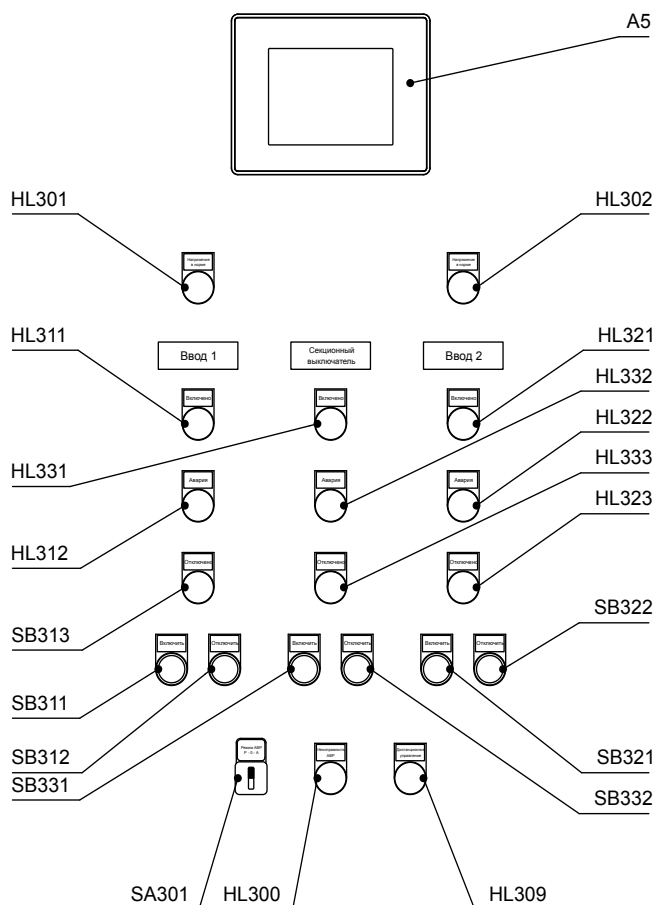 A5
HL301
HL302
Напряжение
в норме
Напряжение
в норме
HL311
HL321
Ввод 1
Секционный
выключатель
Ввод 2
HL332
Включено
Включено
Включено
HL322
HL331
HL333
Авария
Авария
Авария
HL312
HL323
Отключено
Отключено
Отключено
SB313
SB322
Включить
Отключить
Включить
Отключить
Включить
Отключить
SB311
SB312
SB321
SB331
Режим АВР
Р - 0 - А
Неисправность
АВР
Дистанционное
управление
SB332
SA301
HL300
HL309